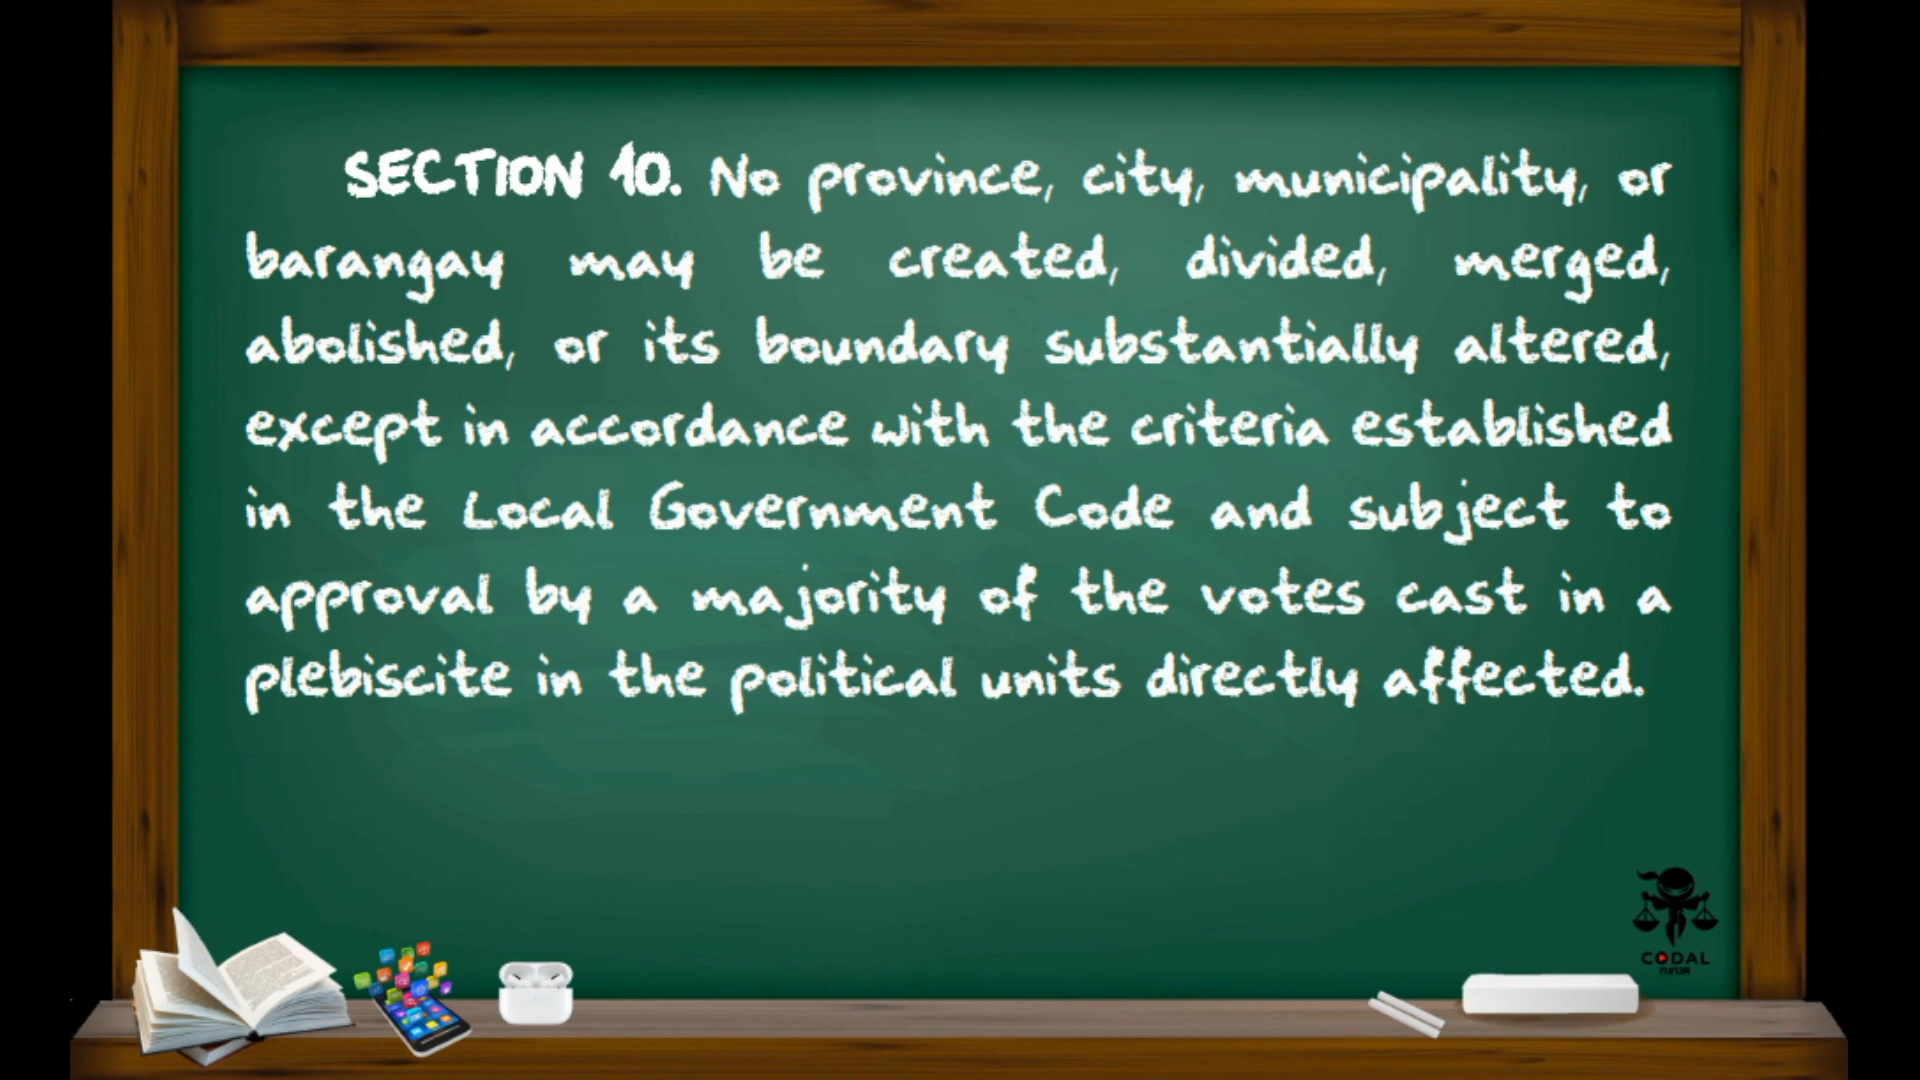 SECTION 10. No province, city, municipality, or
barangay may be created, divided, merged,
abolished, or its boundary substantially altered,
except in accordance with the criteria established
in the Local Government Code and subject to
approval by a majority of the votes cast in a
plebiscite in the political units directly affected.
CODAL